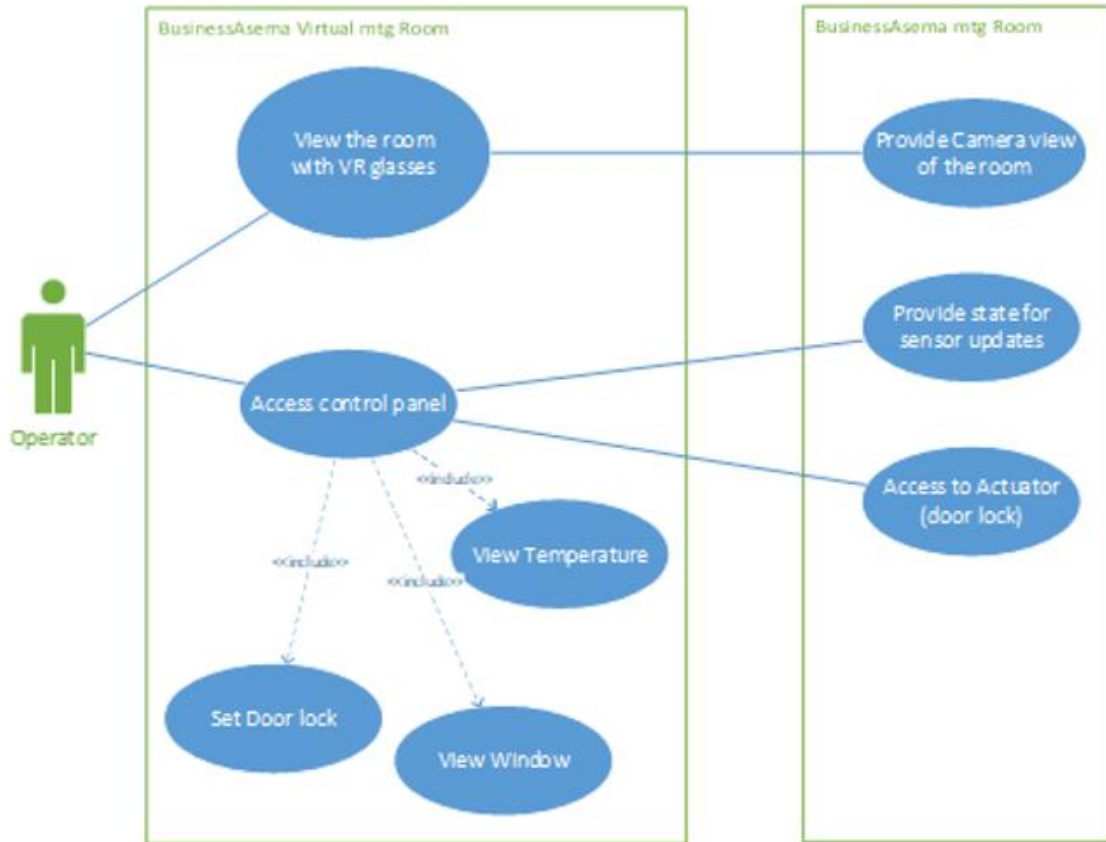 BusinessAsema Virtual mtg Room
BusinessAsema mtg Room
View the room
with VR glasses
Provide Camera view
of the room
Provide state for
sensor updates
Access control panel
Operator
Access to Actuator
(door lock)
<<include>>
View Temperature
<<include>>
<<include>>
Set Door lock
View Window